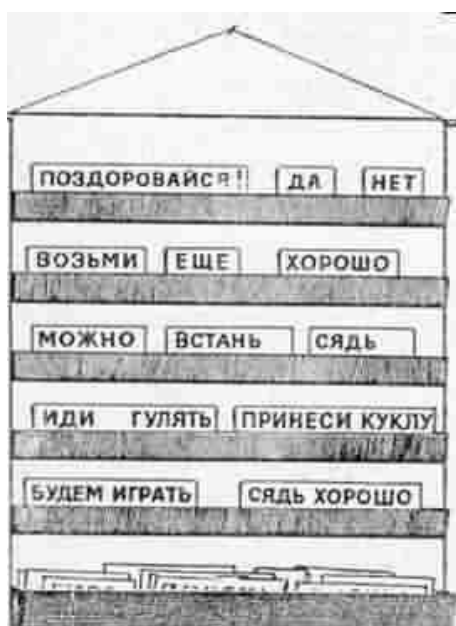 ПОЗДОРОВАЙСЯ! ДА НЕТ
ВОЗЬМИ ЕЩЕ ХОРОШО
МОЖНО ВСТАНЬ СЯДЬ
ИДИ ГУЛЯТЬ ПРИНЕСИ КУКЛУ
БУДЕМ ИГРАТЬ СЯДЬ ХОРОШО